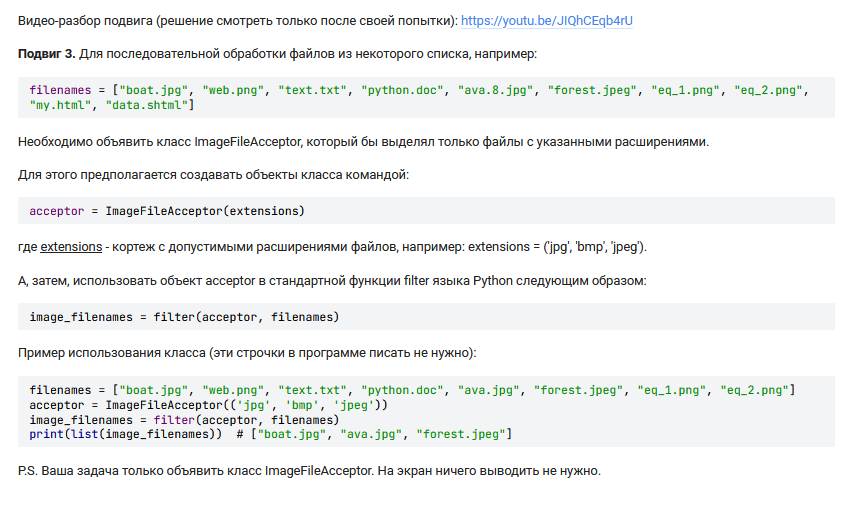 Видео-разбор подвига (решение смотреть только после своей попытки): https://youtu.be/JIQhCEqb4rU
Подвиг 3. Для последовательной обработки файлов из некоторого списка, например:
filenames = ["boat.jpg", "web.png", "text.txt", "python.doc", "ava.8.jpg", "forest.jpeg", "eq_1.png", "eq_2.png",
"my.html", "data.shtml"]
Необходимо объявить класс ImageFileAcceptor, который бы выделял только файлы с указанными расширениями.
Для этого предполагается создавать объекты класса командой:
acceptor = ImageFileAcceptor(extensions)
где extensions - кортеж с допустимыми расширениями файлов, например: extensions = ('jpg', 'bmp', 'jpeg').
А, затем, использовать объект acceptor в стандартной функции filter языка Python следующим образом:
image_filenames = filter(acceptor, filenames)
Пример использования класса (эти строчки в программе писать не нужно):
filenames = ["boat.jpg", "web.png", "text.txt", "python.doc", "ava.jpg", "forest.jpeg", "eq_1.png", "eq_2.png"]
acceptor = ImageFileAcceptor(('jpg', 'bmp', 'jpeg'))
image_filenames = filter(acceptor, filenames)
print(list(image_filenames))  # ["boat.jpg", "ava.jpg", "forest.jpeg"]
P.S. Ваша задача только объявить класс ImageFileAcceptor. На экран ничего выводить не нужно.